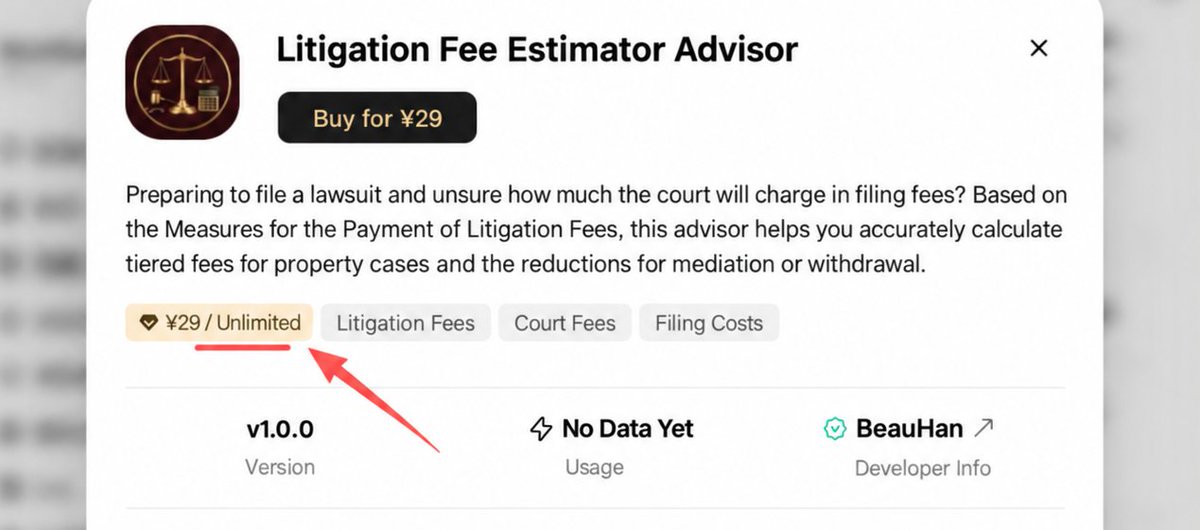 Litigation Fee Estimator Advisor
Buy for ¥29
Preparing to file a lawsuit and unsure how much the court will charge in filing fees? Based on
the Measures for the Payment of Litigation Fees, this advisor helps you accurately calculate
tiered fees for property cases and the reductions for mediation or withdrawal.
¥29 / Unlimited Litigation Fees Court Fees Filing Costs
v1.0.0 No Data Yet BeauHan
Version Usage Developer Info